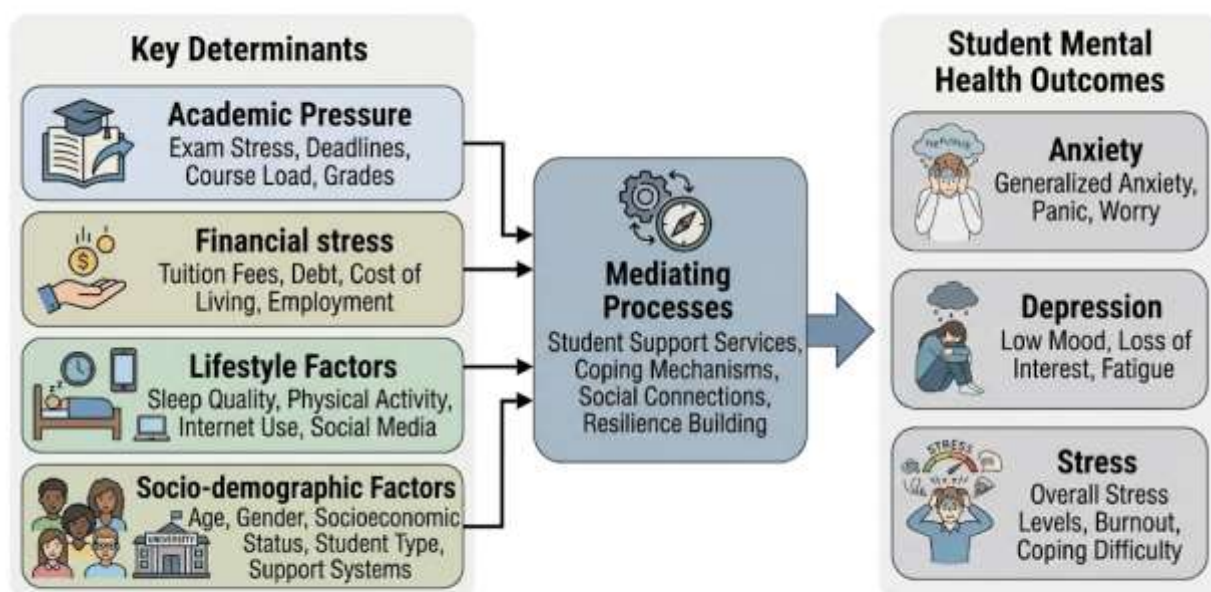 Key Determinants
Academic Pressure
Exam Stress, Deadlines,
Course Load, Grades
Financial stress
Tuition Fees, Debt, Cost of
Living, Employment
Lifestyle Factors
Sleep Quality, Physical Activity,
Internet Use, Social Media
Socio-demographic Factors
Age, Gender, Socioeconomic
Status, Student Type,
Support Systems
UNIVERSITY
Mediating
Processes
Student Support Services,
Coping Mechanisms,
Social Connections,
Resilience Building
Student Mental
Health Outcomes
Anxiety
Generalized Anxiety,
Panic, Worry
Depression
Low Mood, Loss of
Interest, Fatigue
STRESS
Stress
Overall Stress
Levels, Burnout,
Coping Difficulty